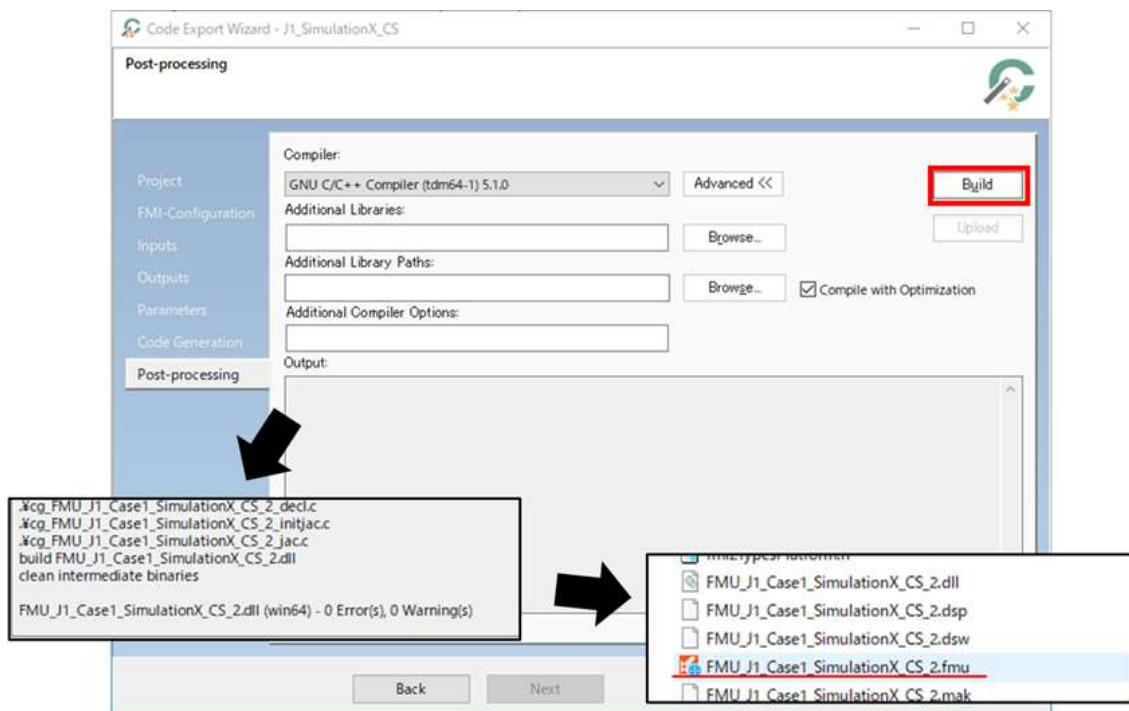 Code Export Wizard - J1_SimulationX_CS
Post-processing
Compiler:
Project
GNU C/C++ Compiler (tdm64-1) 5.1.0
Advanced <<
Build
FMI-Configuration
Additional Libraries:
Inputs
Browse...
Upload
Outputs
Additional Library Paths:
Browse...
Compile with Optimization
Parameters
Additional Compiler Options:
Code Generation
Post-processing
Output:
.¥cg_FMU_J1_Case1_SimulationX_CS_2_decl.c
.¥cg_FMU_J1_Case1_SimulationX_CS_2_initjac.c
.¥cg_FMU_J1_Case1_SimulationX_CS_2_jac.c
build FMU_J1_Case1_SimulationX_CS_2.dll
clean intermediate binaries
FMU_J1_Case1_SimulationX_CS_2.dll (win64) - 0 Error(s), 0 Warning(s)
fmi2TypesPlatform.h
FMU_J1_Case1_SimulationX_CS_2.dll
FMU_J1_Case1_SimulationX_CS_2.dsp
FMU_J1_Case1_SimulationX_CS_2.dsw
FMU_J1_Case1_SimulationX_CS_2.fmu
FMU_J1_Case1_SimulationX_CS_2.mak
Back
Next